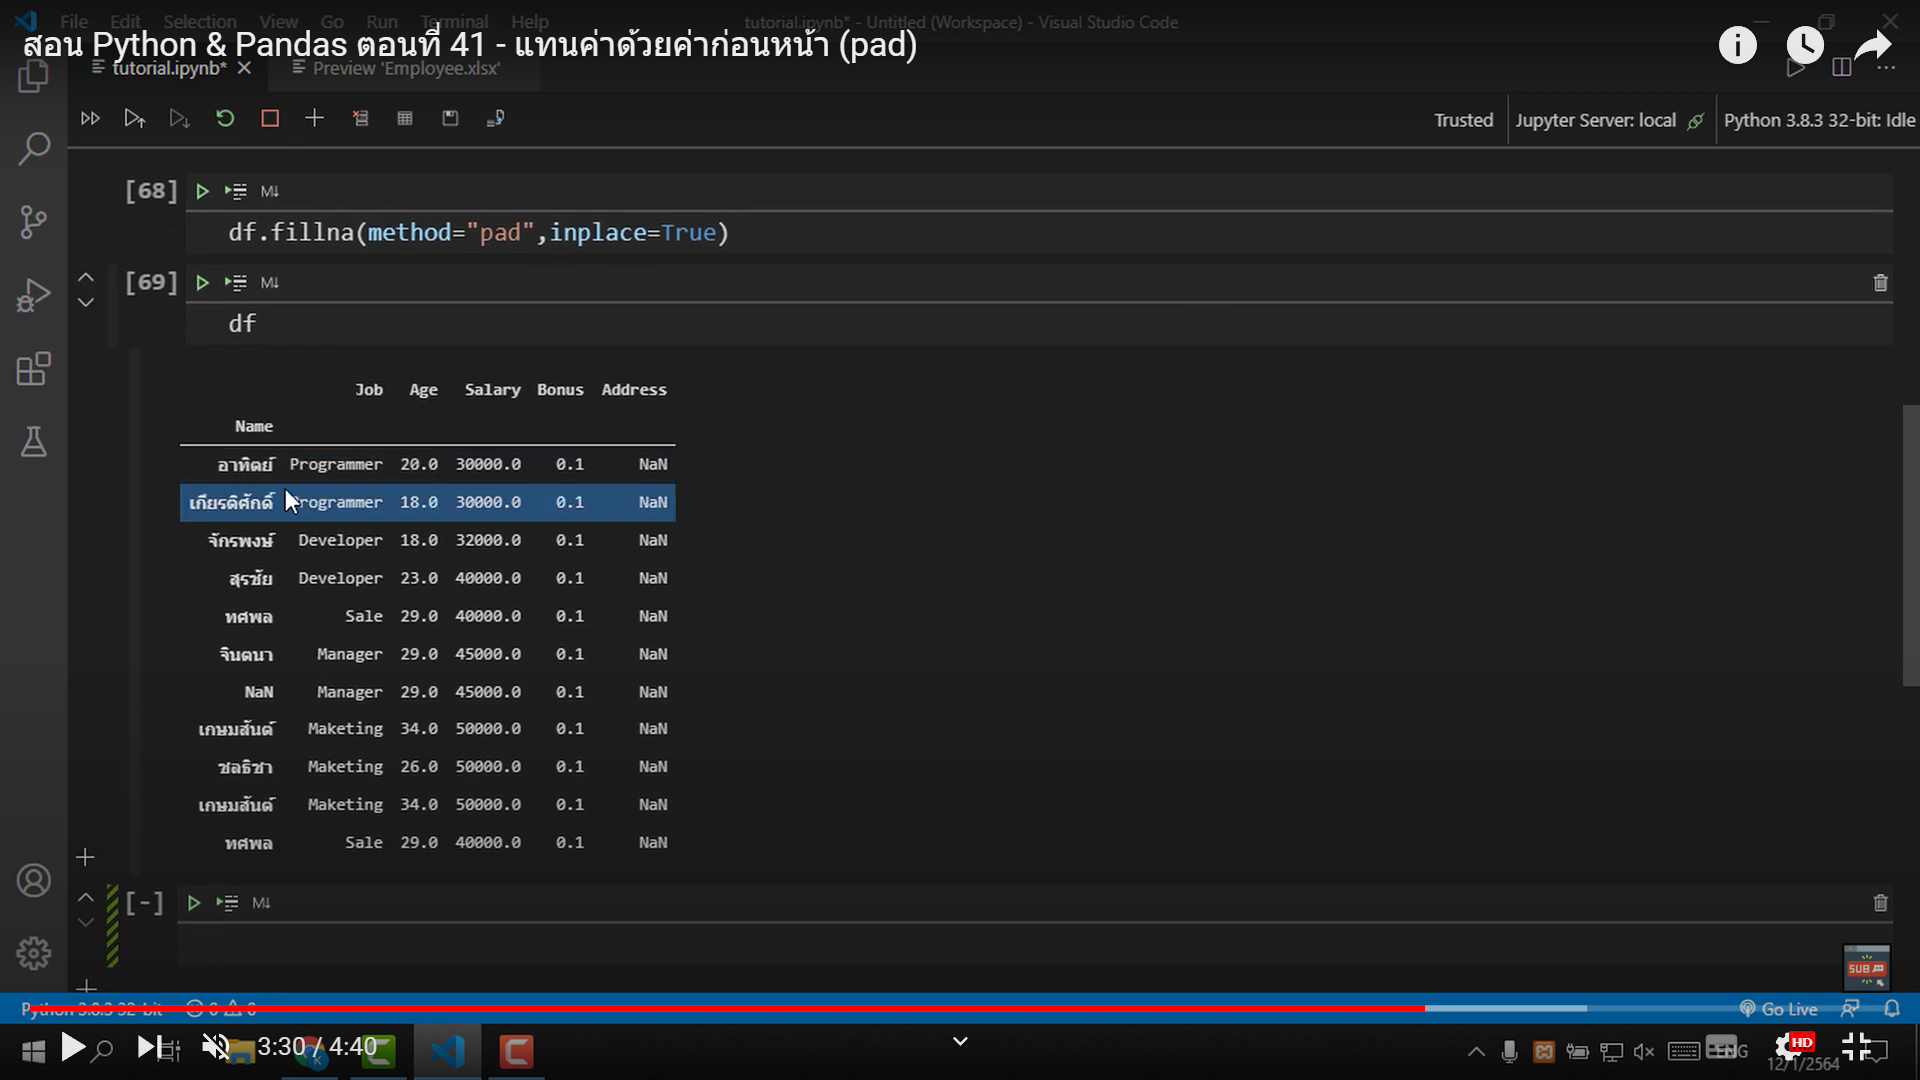 File Edit Selection View Go Run Terminal Help
tutorial.ipynb* - Untitled (Workspace) - Visual Studio Code
สอน Python & Pandas ตอนที่ 41 - แทนค่าด้วยค่าก่อนหน้า (pad)
tutorial.ipynb* Preview 'Employee.xlsx'
Trusted Jupyter Server: local Python 3.8.3 32-bit: Idle
[68] M↓
df.fillna(method="pad",inplace=True)
[69] M↓
df
Job Age Salary Bonus Address
Name
อาทิตย์ Programmer 20.0 30000.0 0.1 NaN
เกียรติศักดิ์ Programmer 18.0 30000.0 0.1 NaN
จักรพงษ์ Developer 18.0 32000.0 0.1 NaN
สุรชัย Developer 23.0 40000.0 0.1 NaN
ทศพล Sale 29.0 40000.0 0.1 NaN
จินตนา Manager 29.0 45000.0 0.1 NaN
NaN Manager 29.0 45000.0 0.1 NaN
เกษมสันต์ Maketing 34.0 50000.0 0.1 NaN
ชลธิชา Maketing 26.0 50000.0 0.1 NaN
เกษมสันต์ Maketing 34.0 50000.0 0.1 NaN
ทศพล Sale 29.0 40000.0 0.1 NaN
[-] M↓
SUB
Python 3.8.3 32-bit 0 0 Go Live
3:30 / 4:40 ENG HD
12/1/2564